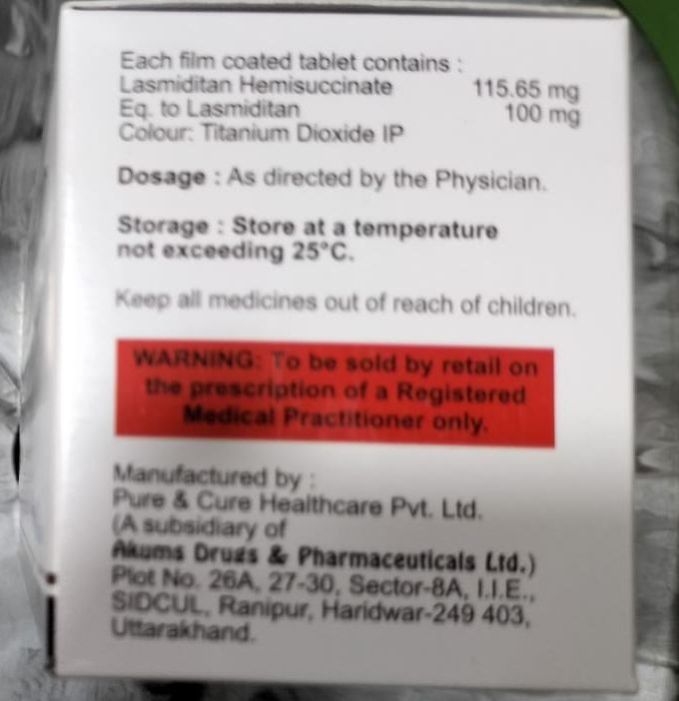 Each film coated tablet contains :
Lasmiditan Hemisuccinate 115.65 mg
Eq. to Lasmiditan 100 mg
Colour: Titanium Dioxide IP
Dosage : As directed by the Physician.
Storage : Store at a temperature
not exceeding 25°C.
Keep all medicines out of reach of children.
WARNING: To be sold by retail on
the prescription of a Registered
Medical Practitioner only.
Manufactured by :
Pure & Cure Healthcare Pvt. Ltd.
(A subsidiary of
Akums Drugs & Pharmaceuticals Ltd.)
Plot No. 26A, 27-30, Sector-8A, I.I.E.,
SIDCUL, Ranipur, Haridwar-249 403,
Uttarakhand.